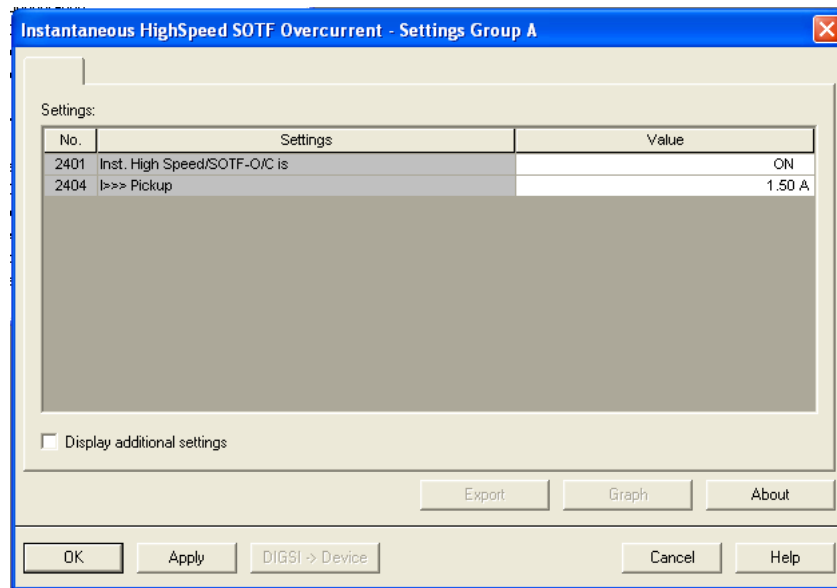 Instantaneous HighSpeed SOTF Overcurrent - Settings Group A
Settings:
No. Settings Value
2401 Inst. High Speed/SOTF-O/C is ON
2404 I>>> Pickup 1.50 A
Display additional settings
Export Graph About
OK Apply DIGSI -> Device Cancel Help